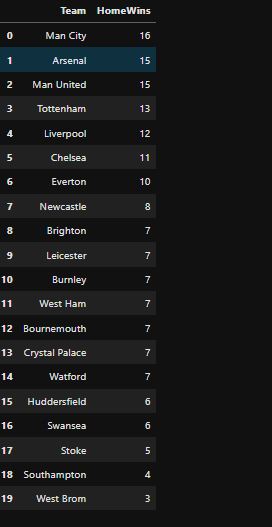 Team HomeWins
0 Man City 16
1 Arsenal 15
2 Man United 15
3 Tottenham 13
4 Liverpool 12
5 Chelsea 11
6 Everton 10
7 Newcastle 8
8 Brighton 7
9 Leicester 7
10 Burnley 7
11 West Ham 7
12 Bournemouth 7
13 Crystal Palace 7
14 Watford 7
15 Huddersfield 6
16 Swansea 6
17 Stoke 5
18 Southampton 4
19 West Brom 3